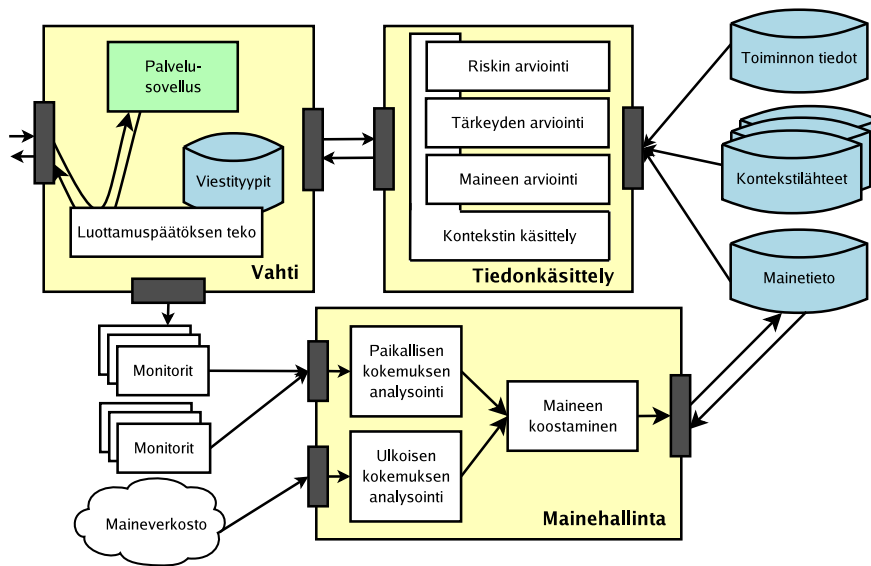 Palvelu-
sovellus
Viestityypit
Luottamuspäätöksen teko
Vahti
Riskin arviointi
Tärkeyden arviointi
Maineen arviointi
Kontekstin käsittely
Tiedonkäsittely
Toiminnon tiedot
Kontekstilähteet
Mainetieto
Monitorit
Monitorit
Maineverkosto
Paikallisen
kokemuksen
analysointi
Ulkoisen
kokemuksen
analysointi
Maineen
koostaminen
Mainehallinta